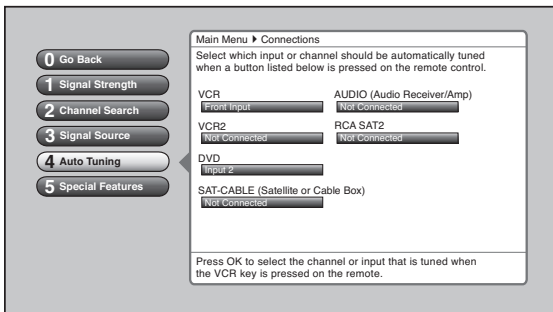 0 Go Back
1 Signal Strength
2 Channel Search
3 Signal Source
4 Auto Tuning
5 Special Features
Main Menu Connections
Select which input or channel should be automatically tuned
when a button listed below is pressed on the remote control.
VCR
Front Input
AUDIO (Audio Receiver/Amp)
Not Connected
VCR2
Not Connected
RCA SAT2
Not Connected
DVD
Input 2
SAT-CABLE (Satellite or Cable Box)
Not Connected
Press OK to select the channel or input that is tuned when
the VCR key is pressed on the remote.